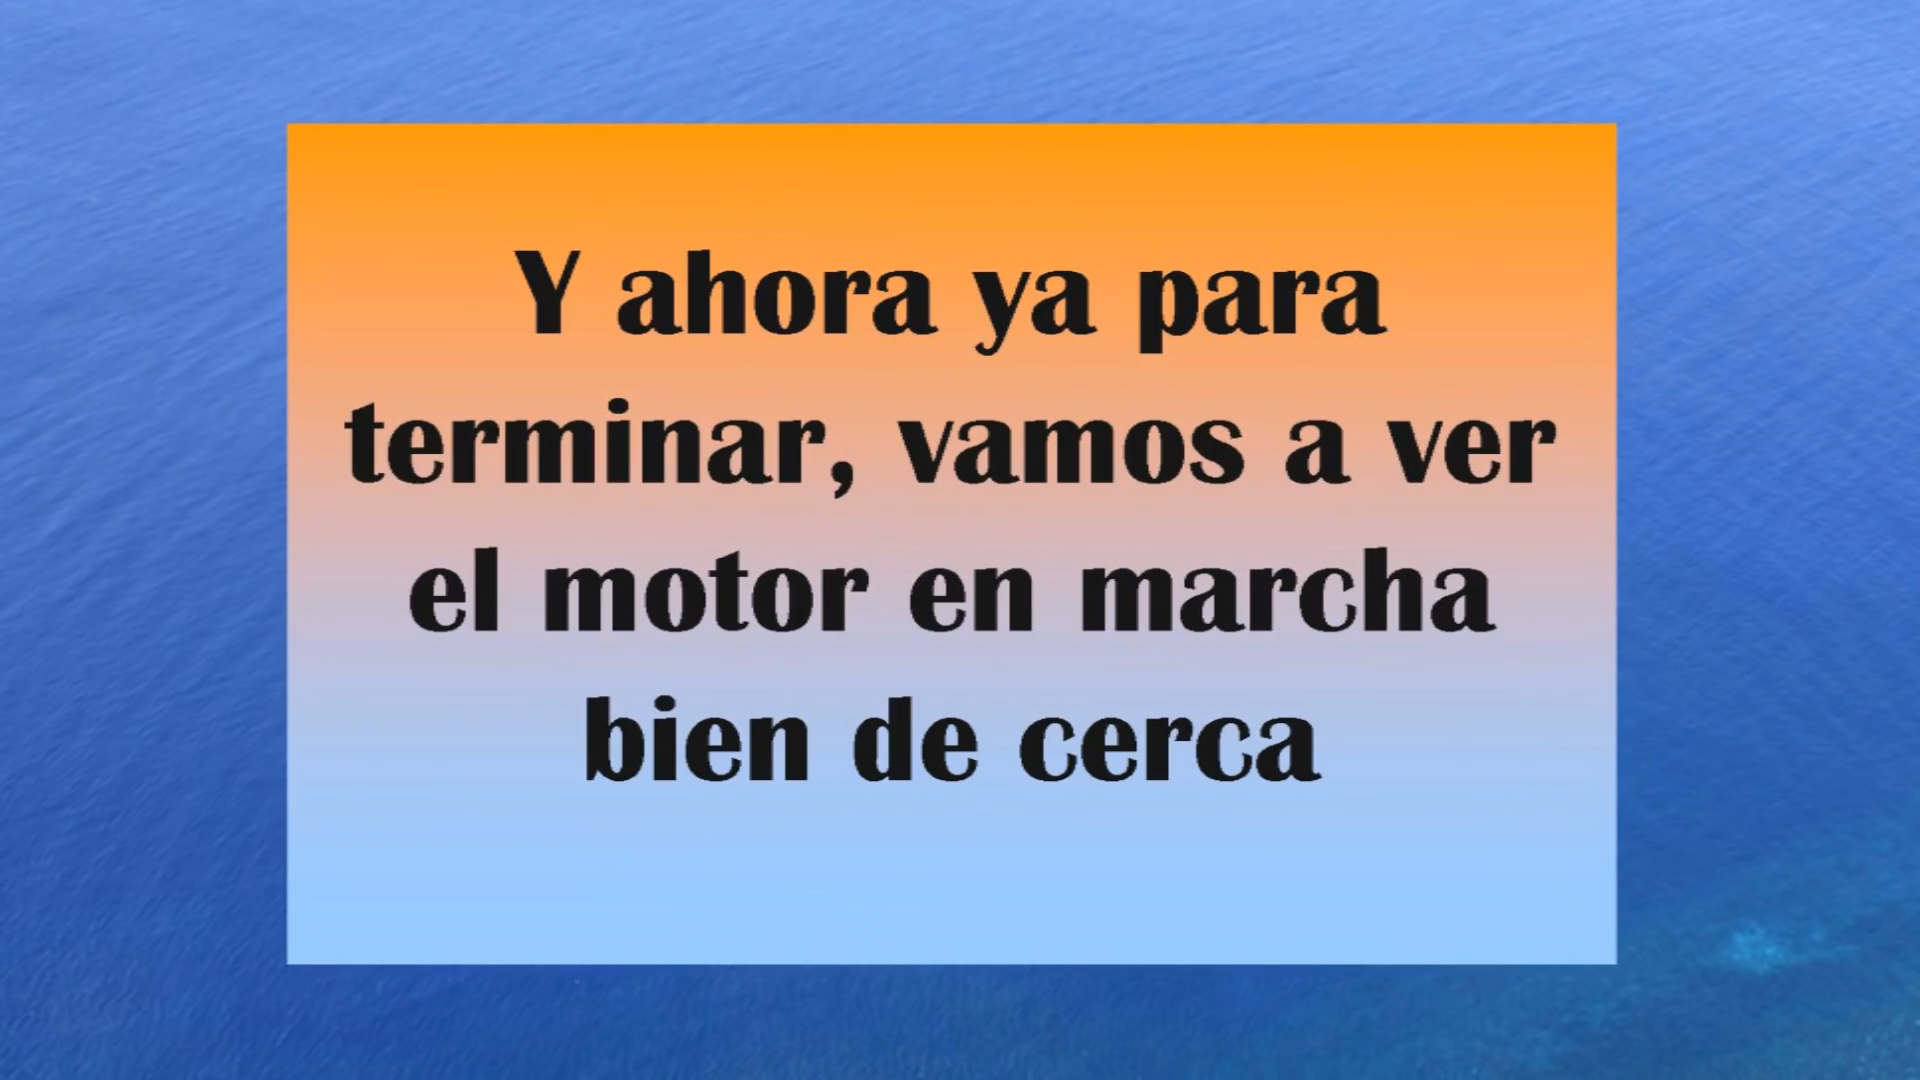 Y ahora ya para
terminar, vamos a ver
el motor en marcha
bien de cerca